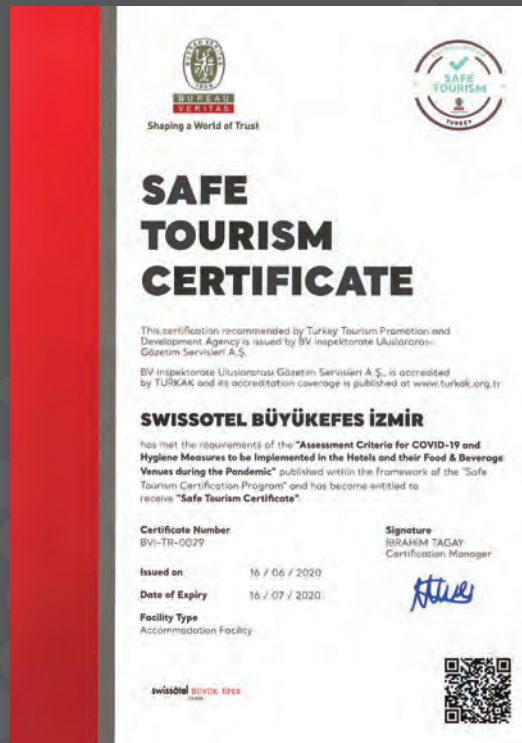 BUREAU
VERITAS
Shaping a World of Trust
SAFE
TOURISM
TURKEY
SAFE
TOURISM
CERTIFICATE
This certification recommended by Turkey Tourism Promotion and
Development Agency is issued by BV inspektorate Uluslararası
Gözetim Servisleri A.Ş.
BV inspektorate Uluslararası Gözetim Servisleri A.Ş., is accredited
by TÜRKAK and its accreditation coverage is published at www.turkak.org.tr
SWISSOTEL BÜYÜKEFES İZMİR
has met the requirements of the "Assessment Criteria for COVID-19 and
Hygiene Measures to be Implemented in the Hotels and their Food & Beverage
Venues during the Pandemic" published within the framework of the "Safe
Tourism Certification Program" and has become entitled to
receive "Safe Tourism Certificate".
Certificate Number
BVI-TR-0029
Signature
İBRAHİM TAGAY
Certification Manager
Issued on 16 / 06 / 2020
Date of Expiry 16 / 07 / 2020
Facility Type
Accommodation Facility
swissôtel BÜYÜK EFES